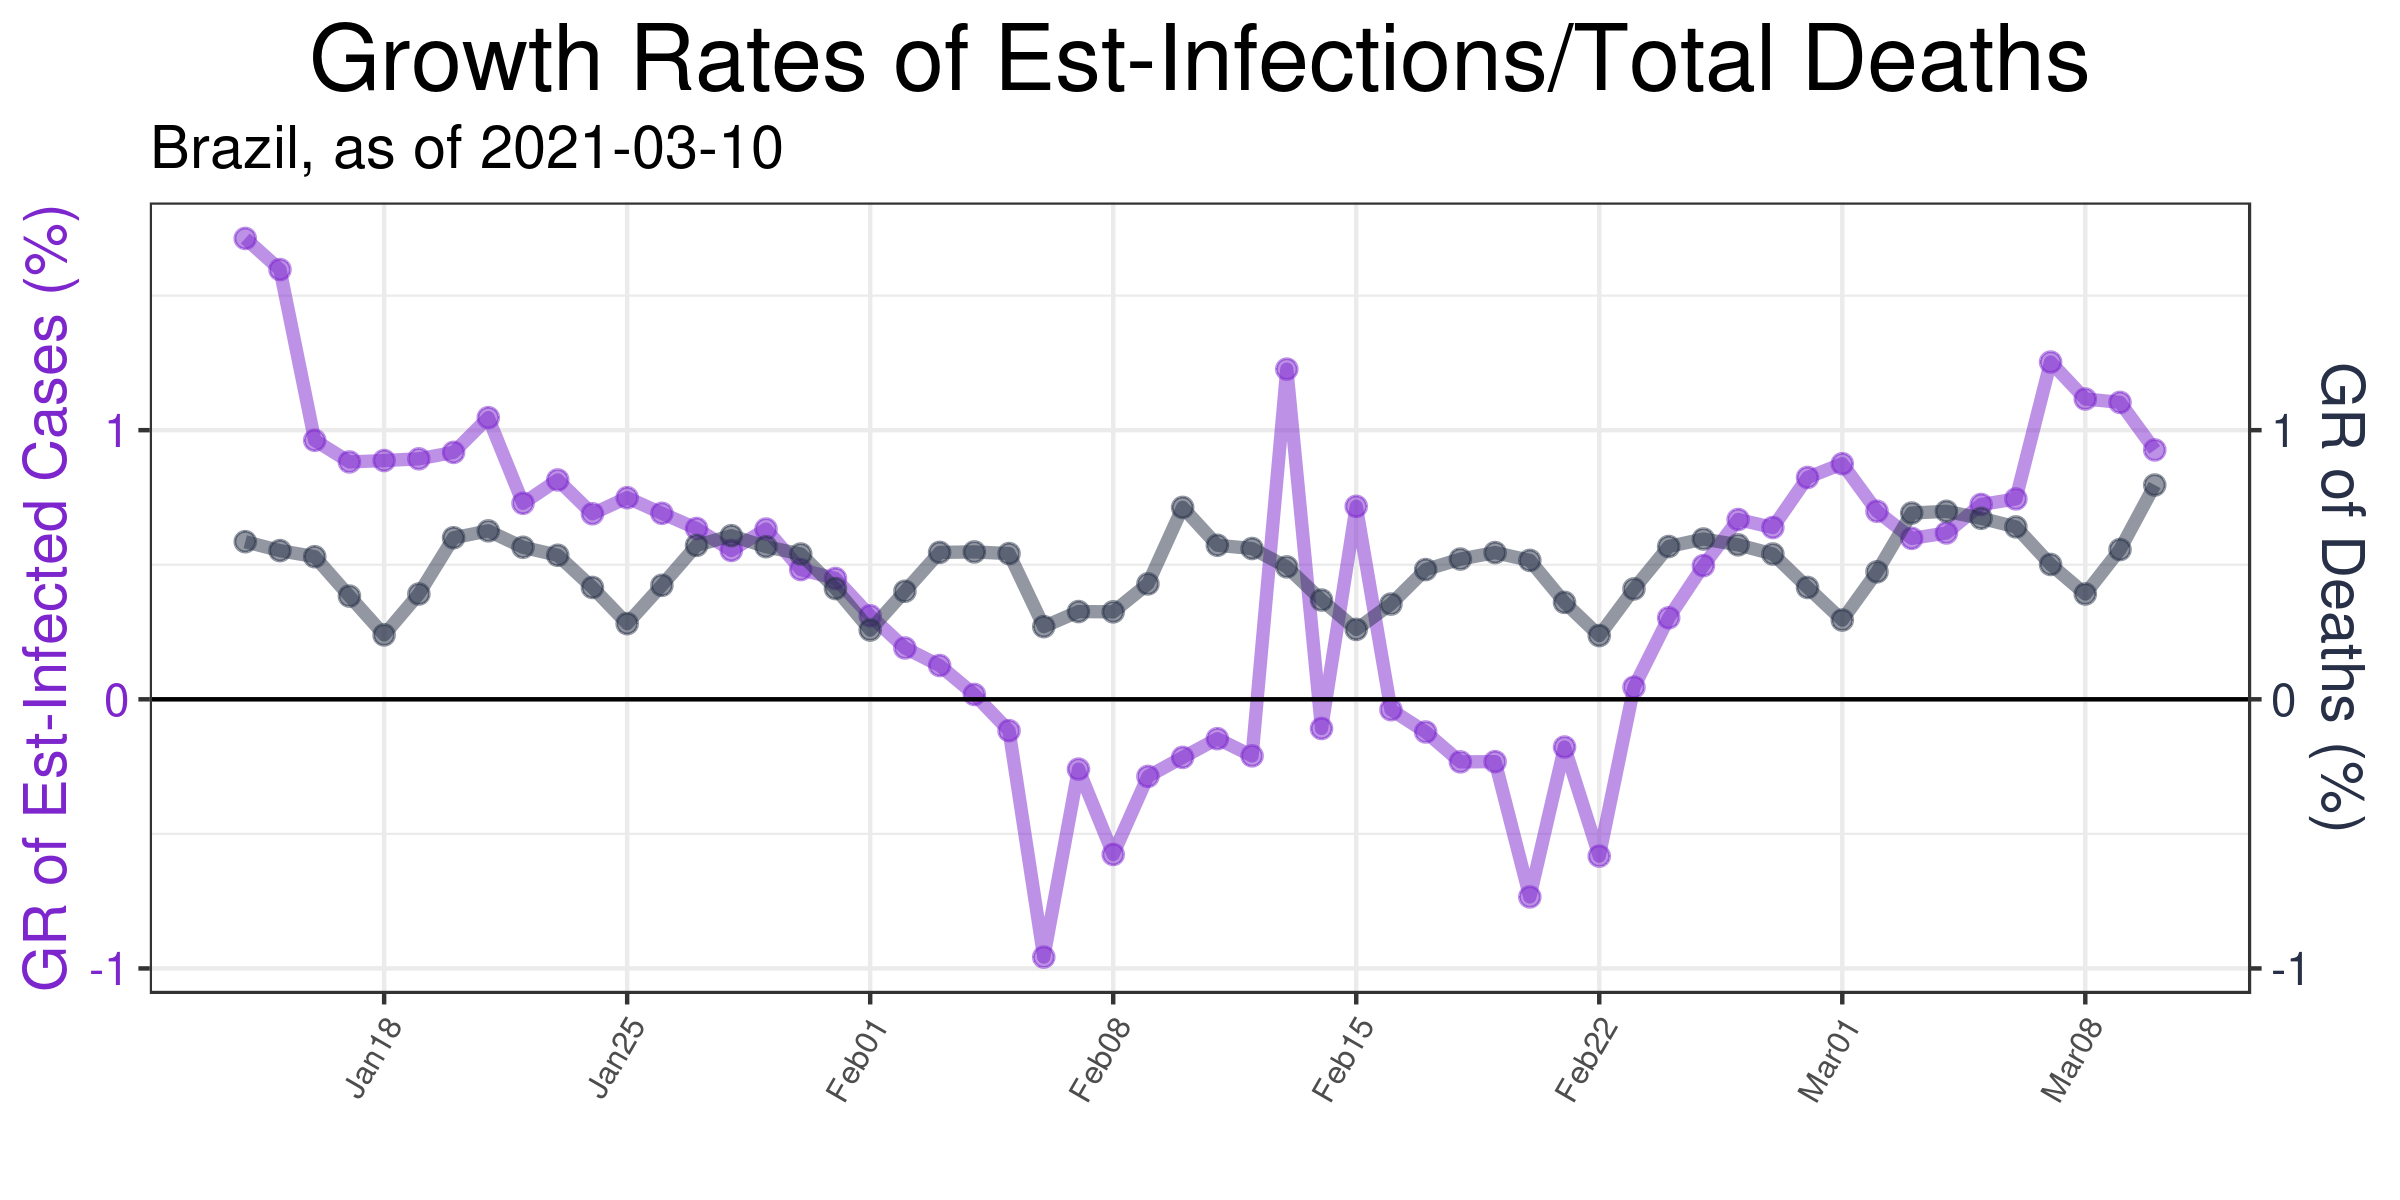 Growth Rates of Est-Infections/Total Deaths
Brazil, as of 2021-03-10
GR of Est-Infected Cases (%)
1
0
-1
1
0
-1
GR of Deaths (%)
Jan18
Jan25
Feb01
Feb08
Feb15
Feb22
Mar01
Mar08